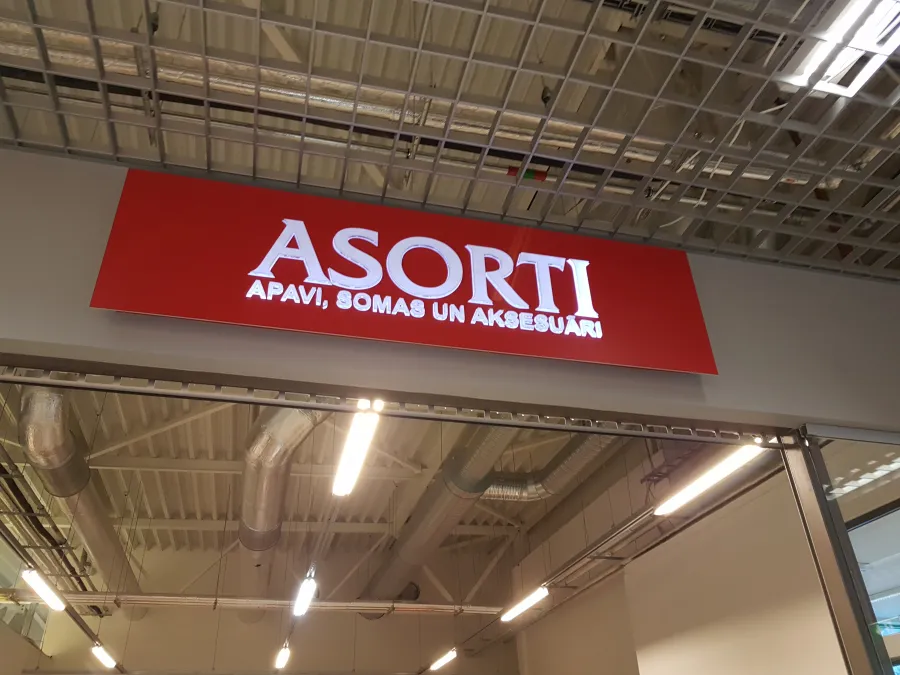 ASORTI
APAVI, SOMAS UN AKSESUĀRI